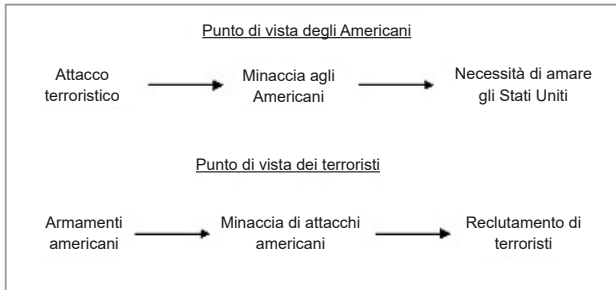 Punto di vista degli Americani
Attacco terroristico
Minaccia agli Americani
Necessità di amare gli Stati Uniti
Punto di vista dei terroristi
Armamenti americani
Minaccia di attacchi americani
Reclutamento di terroristi